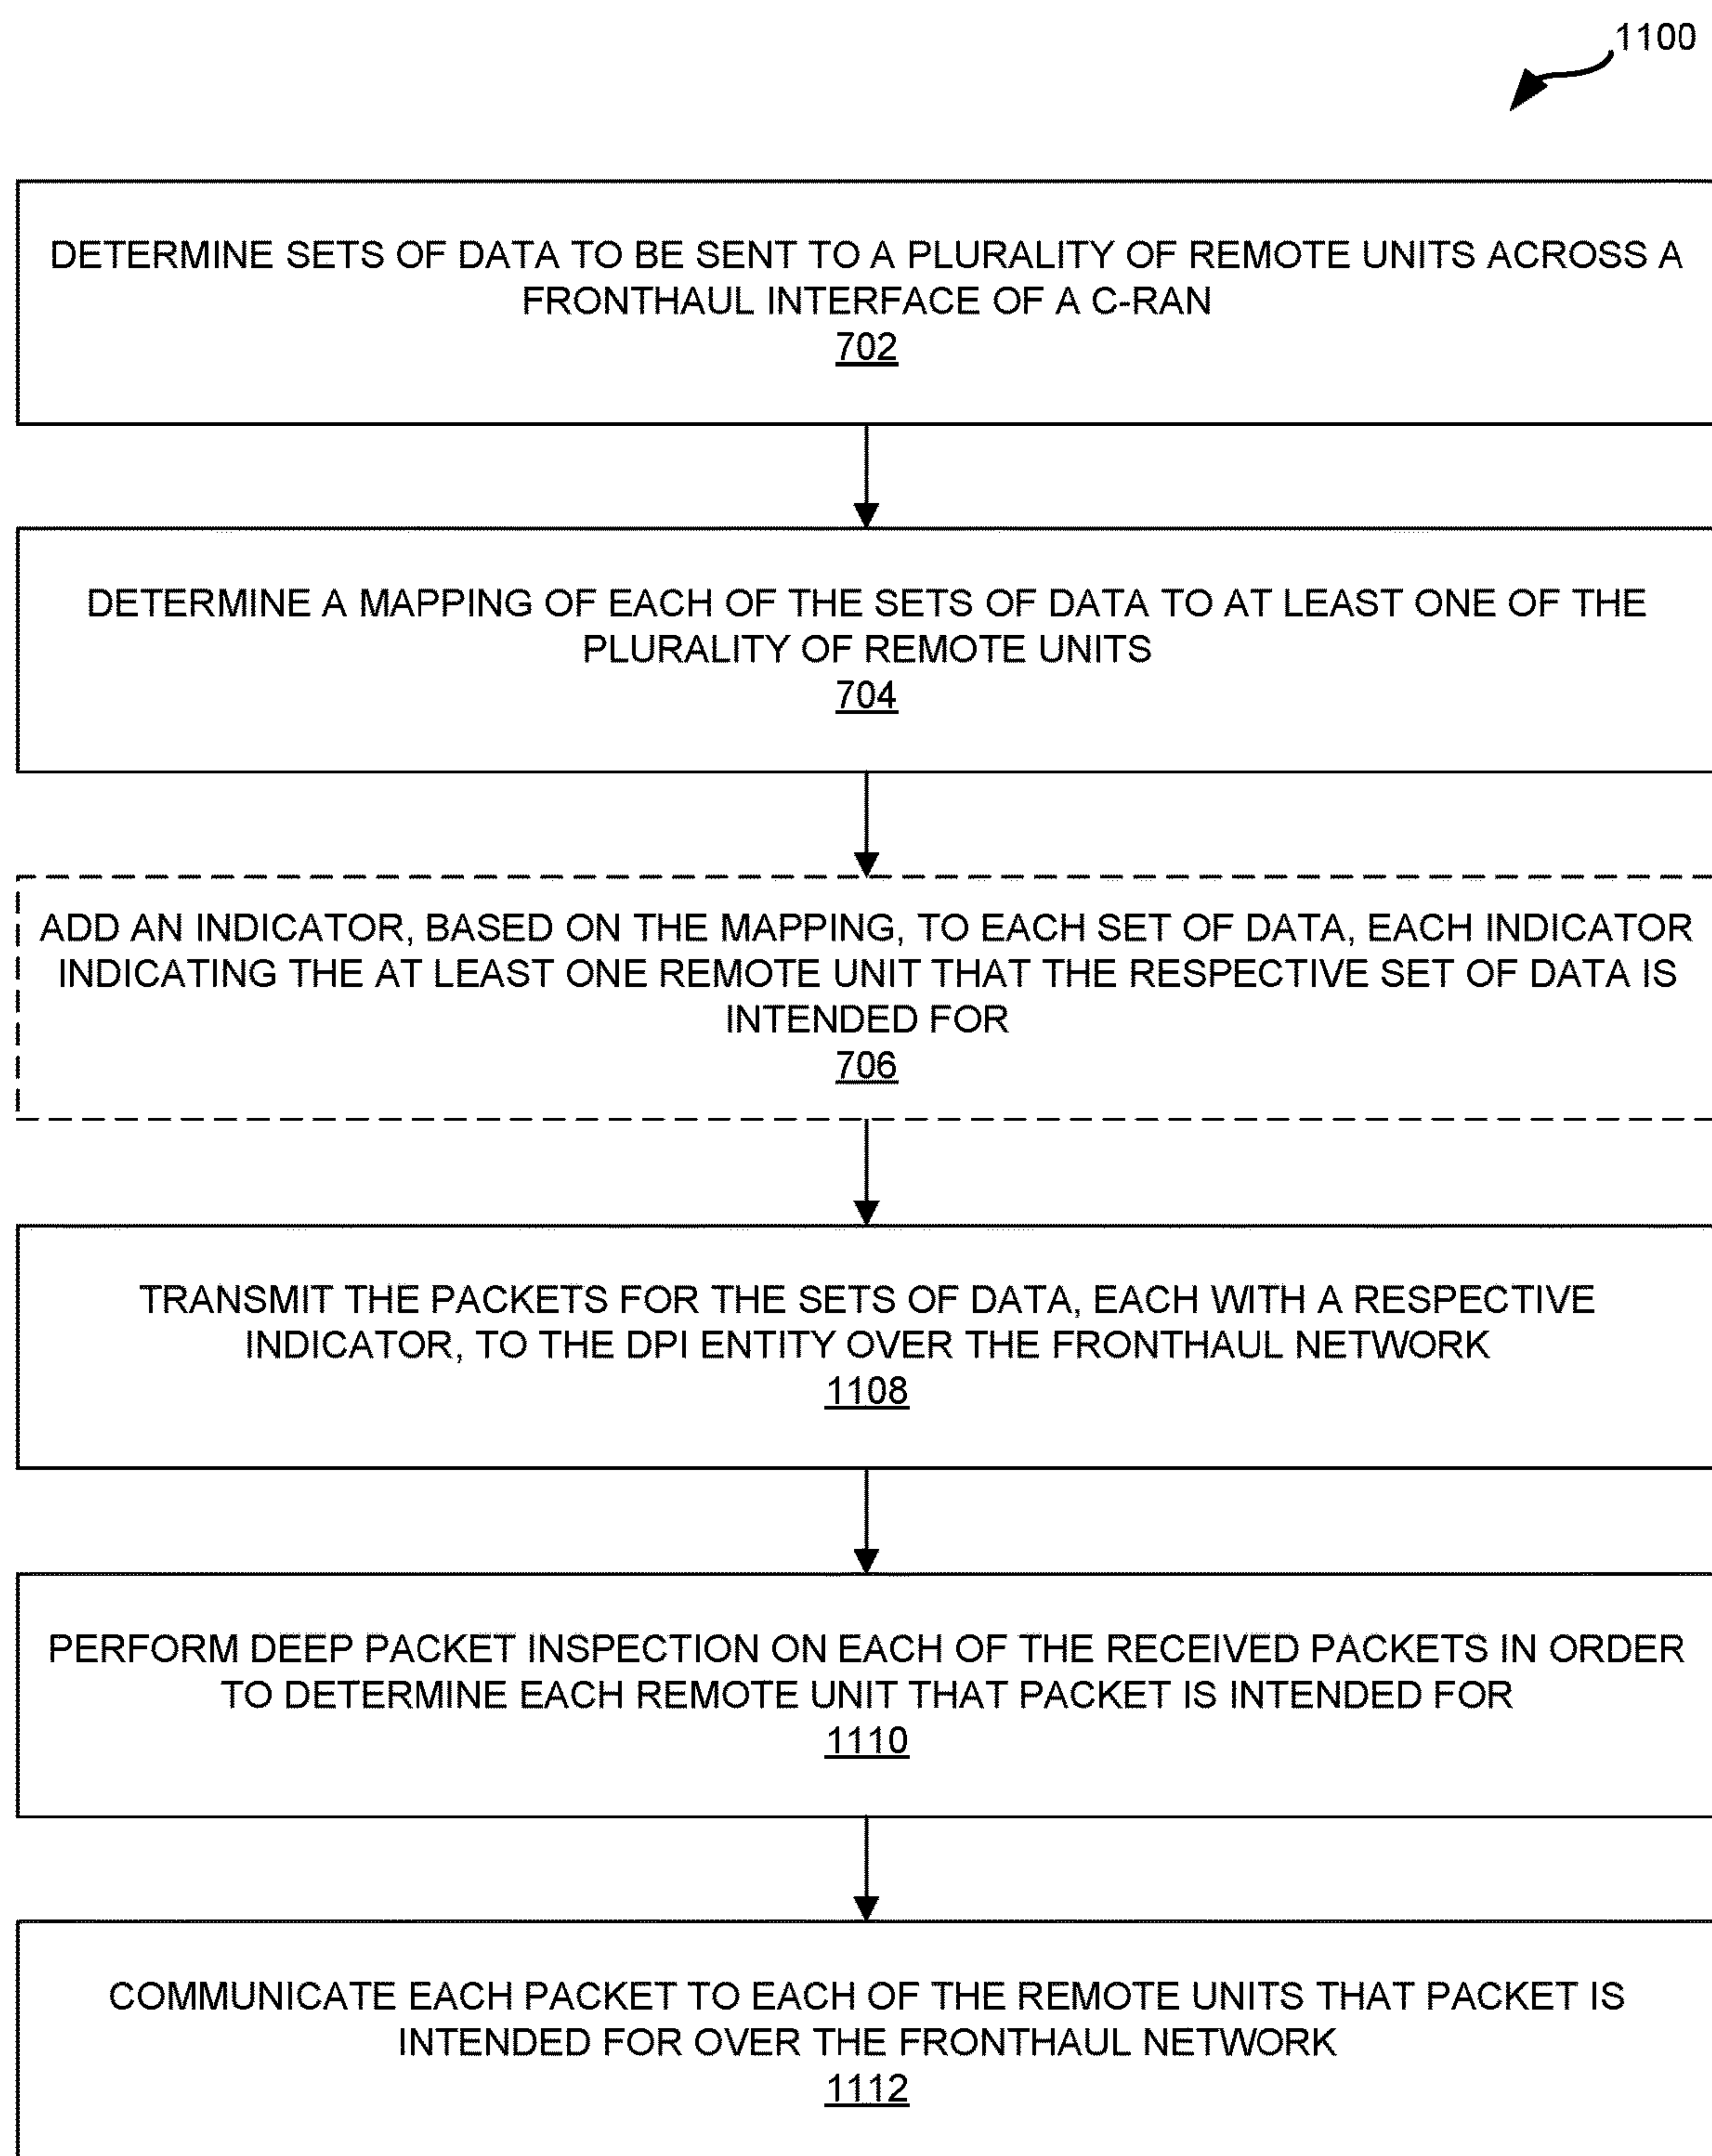 1100
DETERMINE SETS OF DATA TO BE SENT TO A PLURALITY OF REMOTE UNITS ACROSS A
FRONTHAUL INTERFACE OF A C-RAN
702
DETERMINE A MAPPING OF EACH OF THE SETS OF DATA TO AT LEAST ONE OF THE
PLURALITY OF REMOTE UNITS
704
ADD AN INDICATOR, BASED ON THE MAPPING, TO EACH SET OF DATA, EACH INDICATOR
INDICATING THE AT LEAST ONE REMOTE UNIT THAT THE RESPECTIVE SET OF DATA IS
INTENDED FOR
706
TRANSMIT THE PACKETS FOR THE SETS OF DATA, EACH WITH A RESPECTIVE
INDICATOR, TO THE DPI ENTITY OVER THE FRONTHAUL NETWORK
1108
PERFORM DEEP PACKET INSPECTION ON EACH OF THE RECEIVED PACKETS IN ORDER
TO DETERMINE EACH REMOTE UNIT THAT PACKET IS INTENDED FOR
1110
COMMUNICATE EACH PACKET TO EACH OF THE REMOTE UNITS THAT PACKET IS
INTENDED FOR OVER THE FRONTHAUL NETWORK
1112